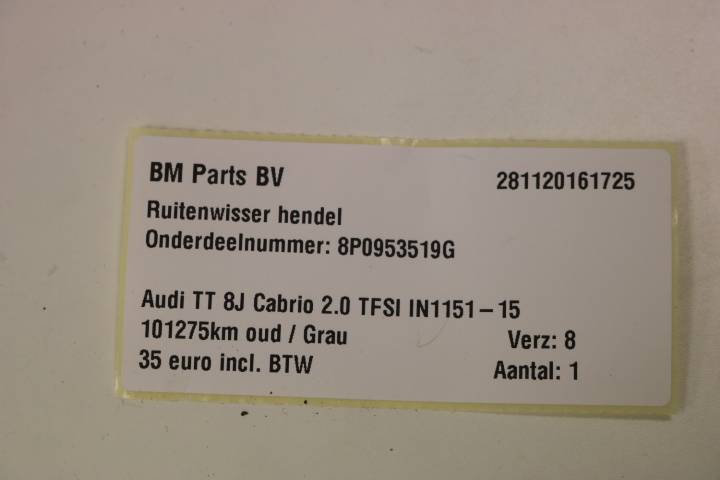 BM Parts BV 281120161725
Ruitenwisser hendel
Onderdeelnummer: 8P0953519G
Audi TT 8J Cabrio 2.0 TFSI IN1151-15
101275km oud / Grau Verz: 8
35 euro incl. BTW Aantal: 1